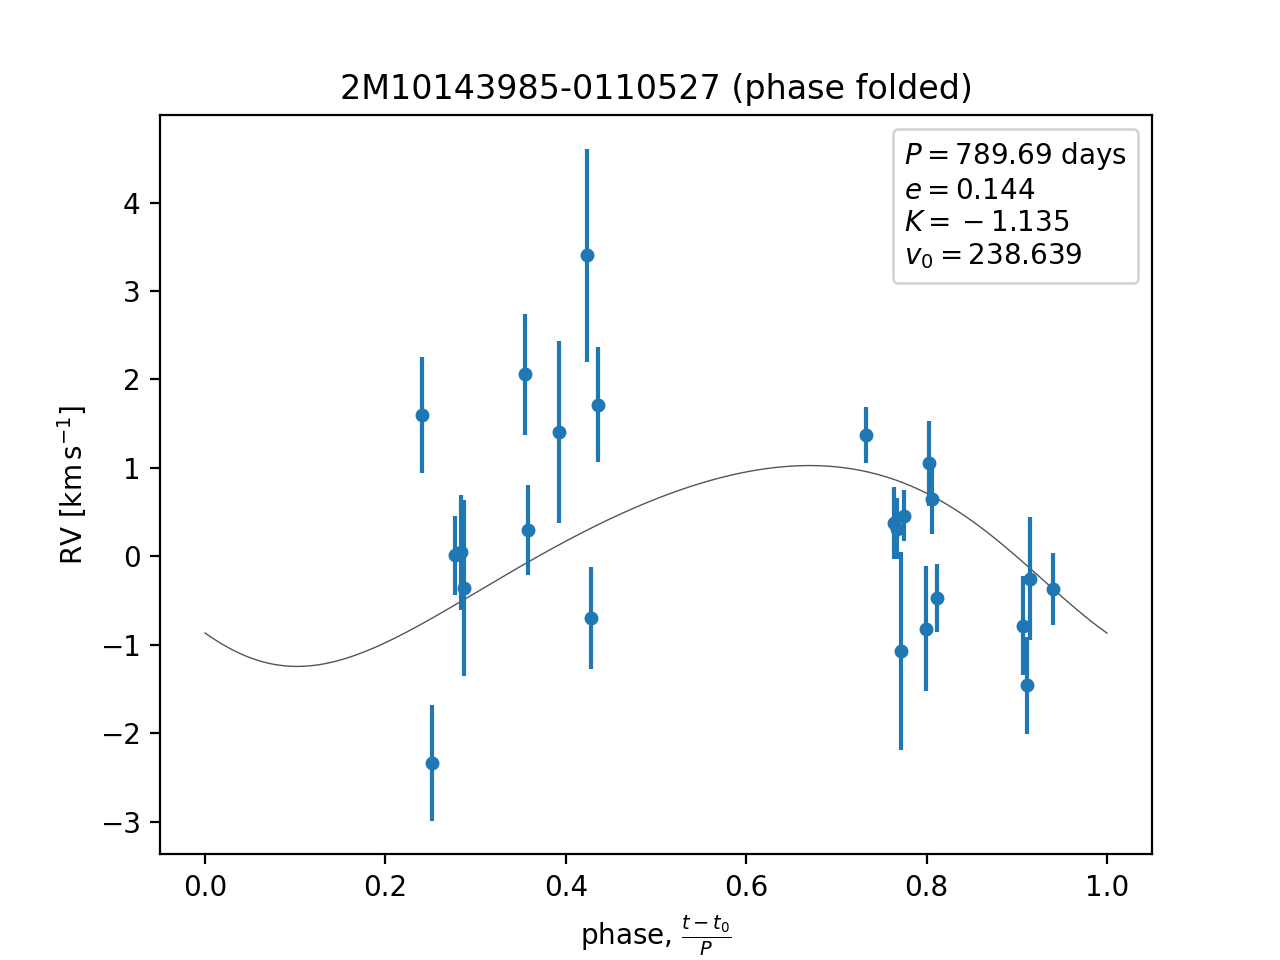 2M10143985-0110527 (phase folded)
P = 789.69 days
e = 0.144
K = −1.135
v₀ = 238.639
RV [km s⁻¹]
4
3
2
1
0
−1
−2
−3
0.0 0.2 0.4 0.6 0.8 1.0
phase, (t − t₀)/P